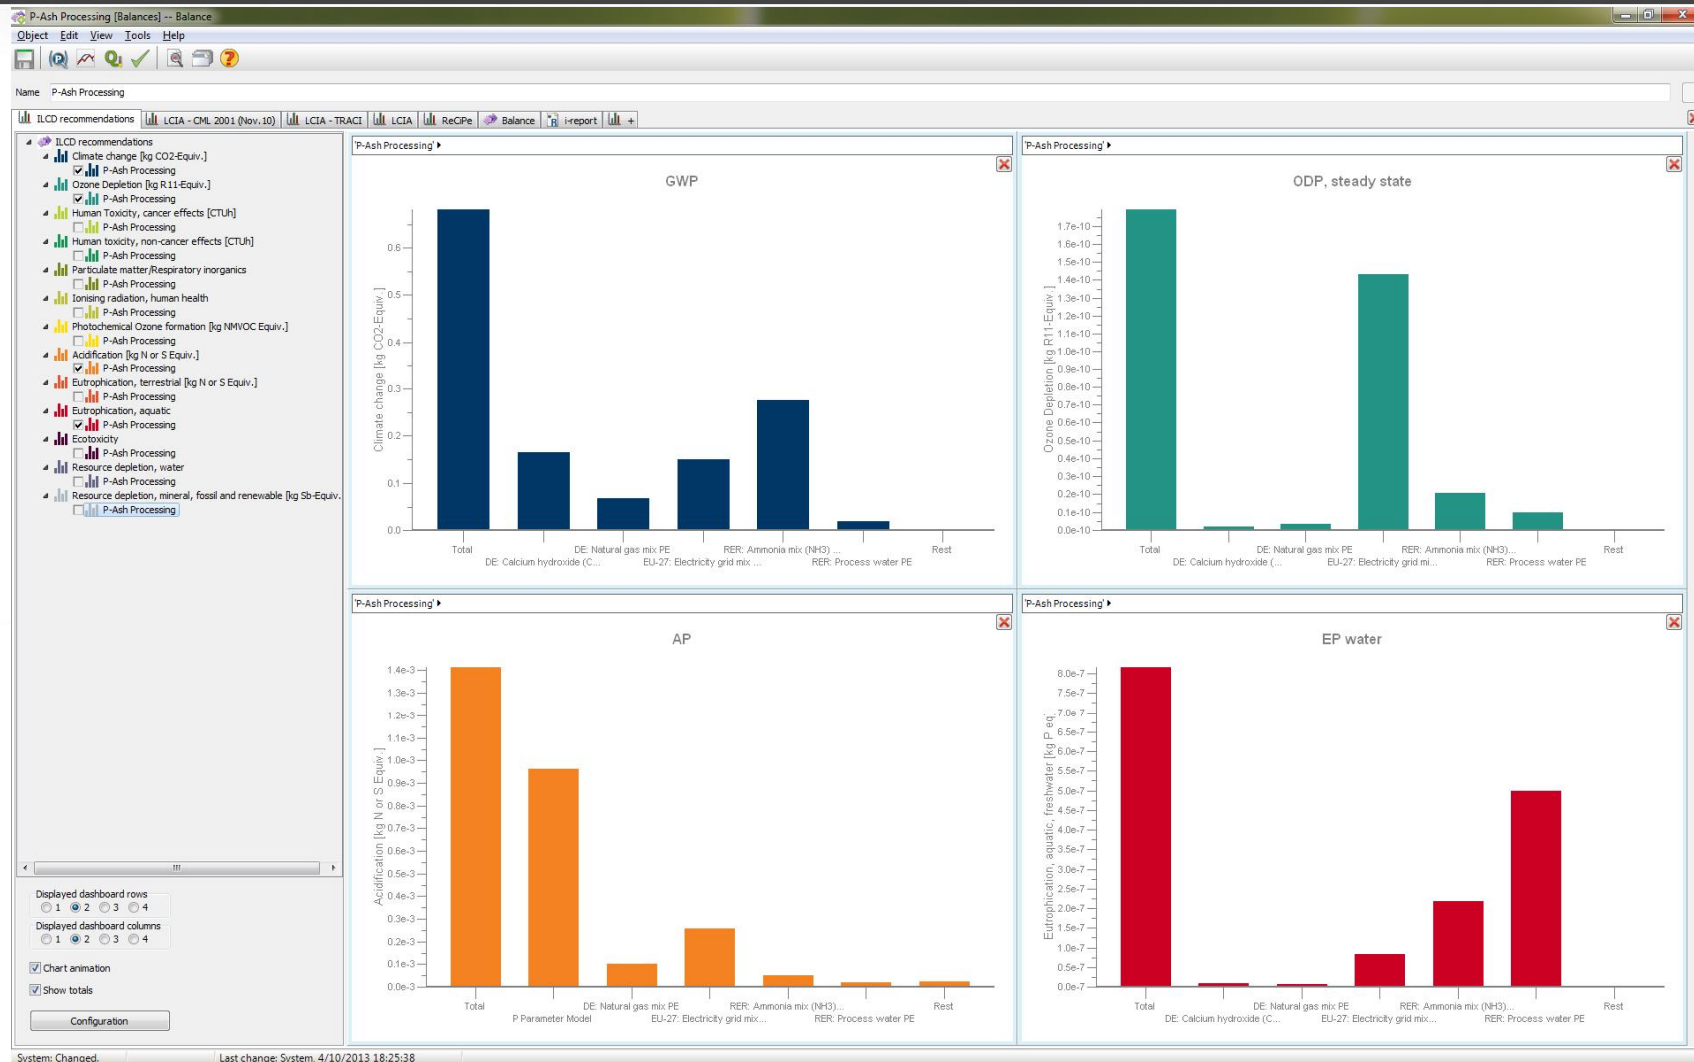 P-Ash Processing [Balances] -- Balance
Object Edit View Tools Help
Name P-Ash Processing
ILCD recommendations LCIA - CML 2001 (Nov.10) LCIA - TRACI LCIA ReCiPe Balance i-report +
ILCD recommendations
Climate change [kg CO2-Equiv.]
P-Ash Processing
Ozone Depletion [kg R11-Equiv.]
P-Ash Processing
Human Toxicity, cancer effects [CTUh]
P-Ash Processing
Human toxicity, non-cancer effects [CTUh]
P-Ash Processing
Particulate matter/Respiratory inorganics
P-Ash Processing
Ionising radiation, human health
P-Ash Processing
Photochemical Ozone formation [kg NMVOC Equiv.]
P-Ash Processing
Acidification [kg N or S Equiv.]
P-Ash Processing
Eutrophication, terrestrial [kg N or S Equiv.]
P-Ash Processing
Eutrophication, aquatic
P-Ash Processing
Ecotoxicity
P-Ash Processing
Resource depletion, water
P-Ash Processing
Resource depletion, mineral, fossil and renewable [kg Sb-Equiv.
P-Ash Processing
Displayed dashboard rows
1 2 3 4
Displayed dashboard columns
1 2 3 4
Chart animation
Show totals
Configuration
'P-Ash Processing'
GWP
Climate change [kg CO2-Equiv.]
0.6
0.5
0.4
0.3
0.2
0.1
0.0
Total DE: Natural gas mix PE RER: Ammonia mix (NH3) ... Rest
DE: Calcium hydroxide (C... EU-27: Electricity grid mi ... RER: Process water PE
'P-Ash Processing'
ODP, steady state
Ozone Depletion [kg R11-Equiv.]
1.7e-10
1.6e-10
1.5e-10
1.4e-10
1.3e-10
1.2e-10
1.1e-10
1.0e-10
0.9e-10
0.8e-10
0.7e-10
0.6e-10
0.5e-10
0.4e-10
0.3e-10
0.2e-10
0.1e-10
0.0e-10
Total DE: Natural gas mix PE RER: Ammonia mix (NH3)... Rest
DE: Calcium hydroxide (... EU-27: Electricity grid mi... RER: Process water PE
'P-Ash Processing'
AP
Acidification [kg N or S Equiv.]
1.4e-3
1.3e-3
1.2e-3
1.1e-3
1.0e-3
0.9e-3
0.8e-3
0.7e-3
0.6e-3
0.5e-3
0.4e-3
0.3e-3
0.2e-3
0.1e-3
0.0e-3
Total DE: Natural gas mix PE RER: Ammonia mix (NH3)... Rest
P Parameter Model EU-27: Electricity grid mix... RER: Process water PE
'P-Ash Processing'
EP water
Eutrophication, aquatic, freshwater [kg P eq]
8.0e-7
7.5e-7
7.0e-7
6.5e-7
6.0e-7
5.5e-7
5.0e-7
4.5e-7
4.0e-7
3.5e-7
3.0e-7
2.5e-7
2.0e-7
1.5e-7
1.0e-7
0.5e-7
0.0e-7
Total DE: Natural gas mix PE RER: Ammonia mix (NH3)... Rest
DE: Calcium hydroxide (C... EU-27: Electricity grid mix... RER: Process water PE
System: Changed. Last change: System, 4/10/2013 18:25:38